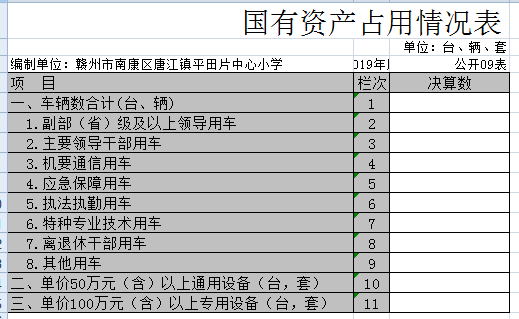 国有资产占用情况表
单位：台、辆、套
编制单位：赣州市南康区唐江镇平田片中心小学 019年 公开09表
项 目 栏次 决算数
一、车辆数合计(台、辆) 1
1.副部（省）级及以上领导用车 2
2.主要领导干部用车 3
3.机要通信用车 4
4.应急保障用车 5
5.执法执勤用车 6
6.特种专业技术用车 7
7.离退休干部用车 8
8.其他用车 9
二、单价50万元（含）以上通用设备（台，套） 10
三、单价100万元（含）以上专用设备（台，套） 11